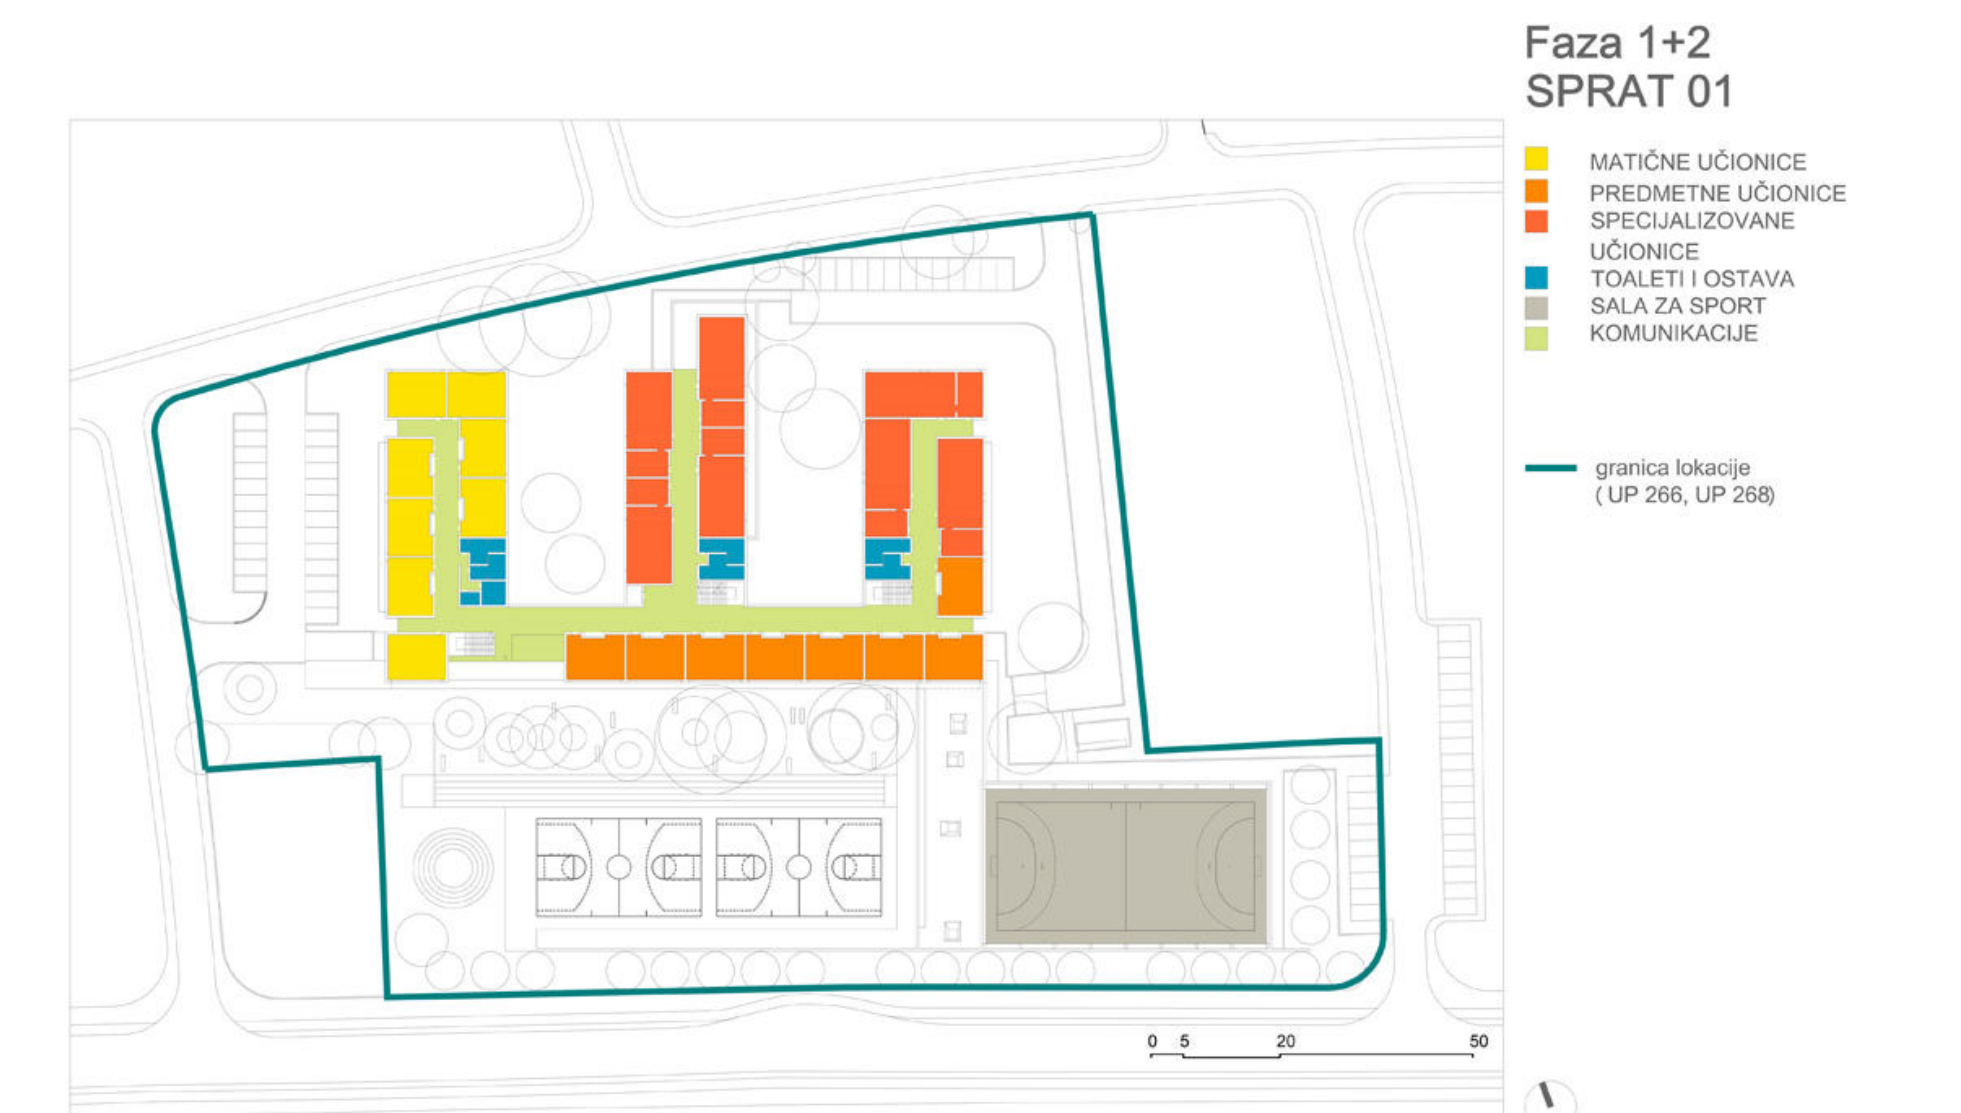 Faza 1+2
SPRAT 01
MATIČNE UČIONICE
PREDMETNE UČIONICE
SPECIJALIZOVANE
UČIONICE
TOALETI I OSTAVA
SALA ZA SPORT
KOMUNIKACIJE
granica lokacije
( UP 266, UP 268)
0 5 20 50